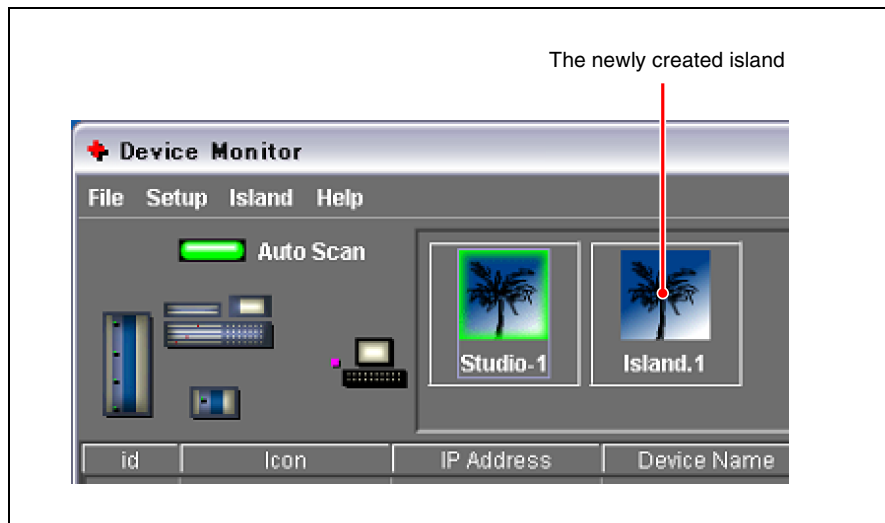 The newly created island
Device Monitor
File Setup Island Help
Auto Scan
Studio-1 Island.1
id Icon IP Address Device Name